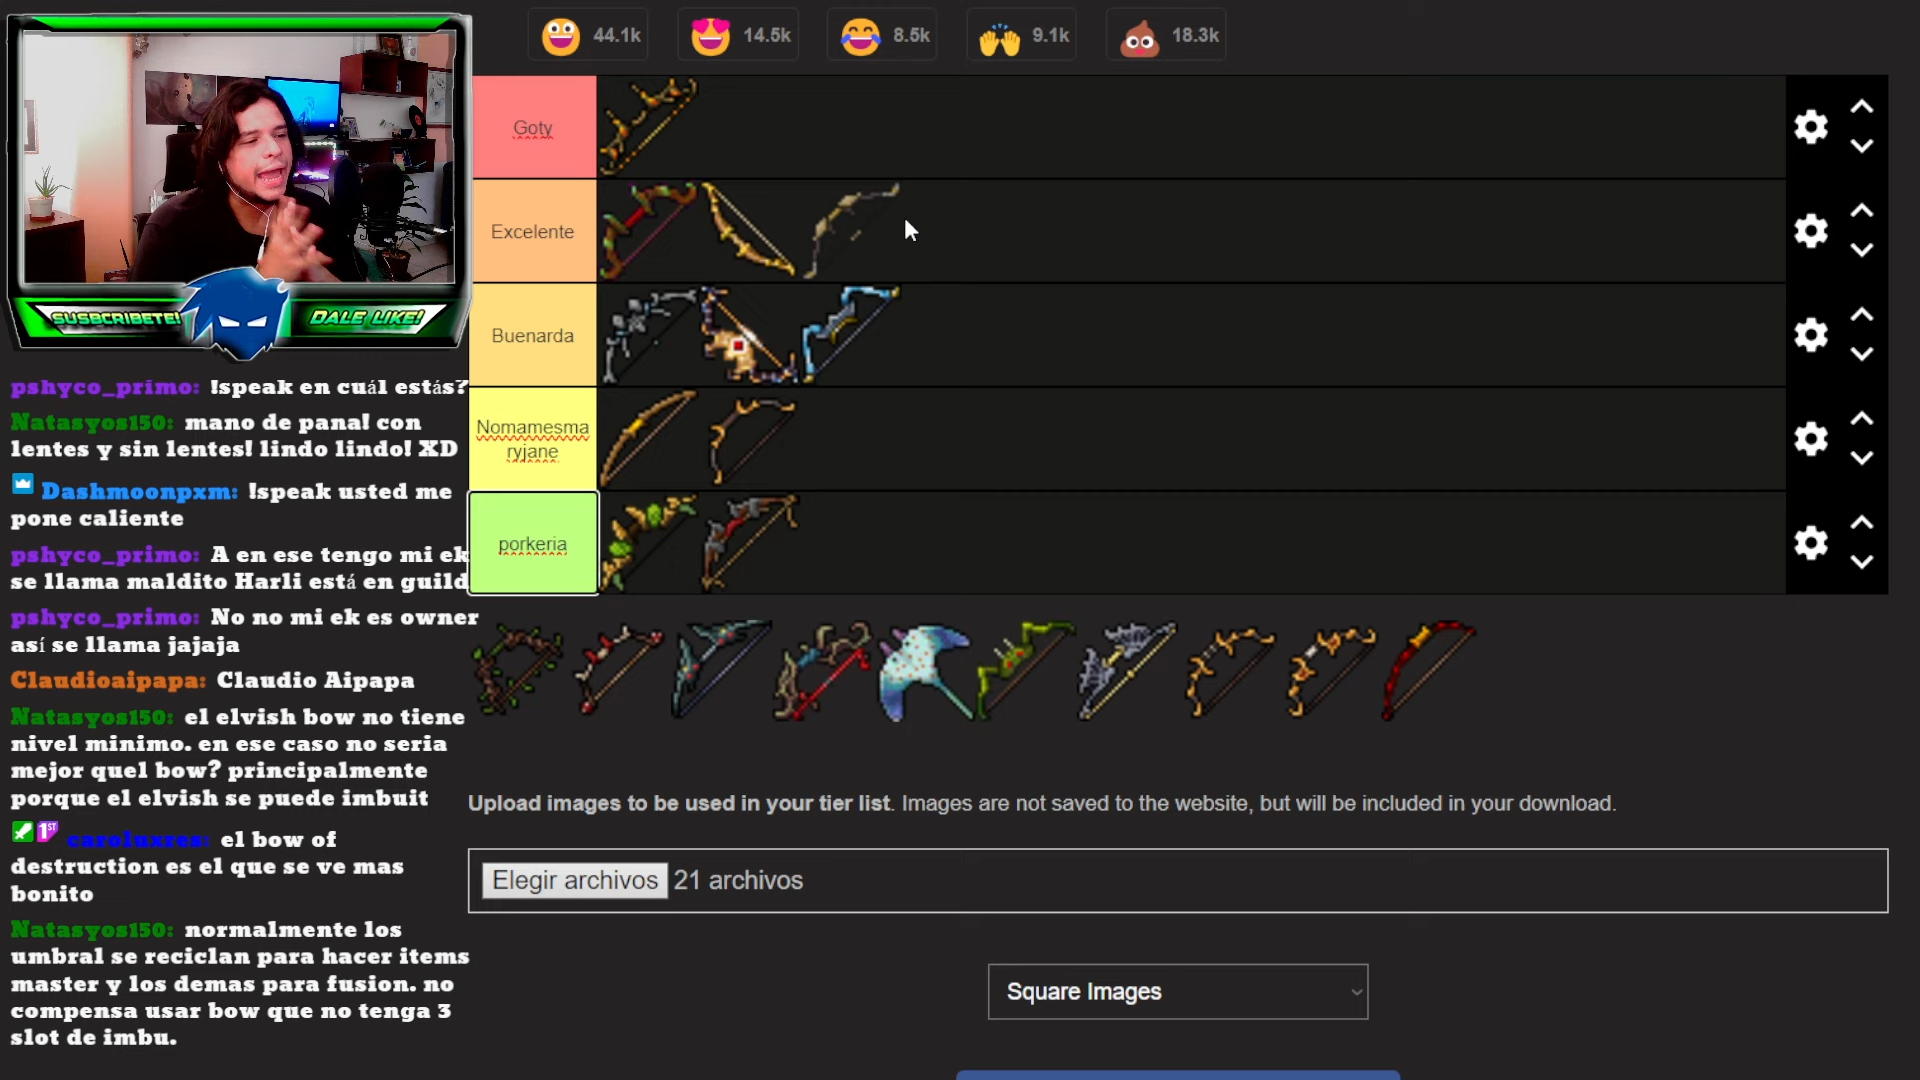 44.1k
14.5k
8.5k
9.1k
18.3k
Goty
Excelente
Buenarda
Nomamesma
ryjane
porkeria
SUSBCRIBETE!
DALE LIKE!
pshyco_primo: !speak en cuál estás?
Natasyos150: mano de pana! con
lentes y sin lentes! lindo lindo! XD
Dashmoonpxm: !speak usted me
pone caliente
pshyco_primo: A en ese tengo mi ek
se llama maldito Harli está en guild
pshyco_primo: No no mi ek es owner
así se llama jajaja
Claudioaipapa: Claudio Aipapa
Natasyos150: el elvish bow no tiene
nivel minimo. en ese caso no seria
mejor quel bow? principalmente
porque el elvish se puede imbuit
1ST caroluxres: el bow of
destruction es el que se ve mas
bonito
Natasyos150: normalmente los
umbral se reciclan para hacer items
master y los demas para fusion. no
compensa usar bow que no tenga 3
slot de imbu.
Upload images to be used in your tier list. Images are not saved to the website, but will be included in your download.
Elegir archivos 21 archivos
Square Images